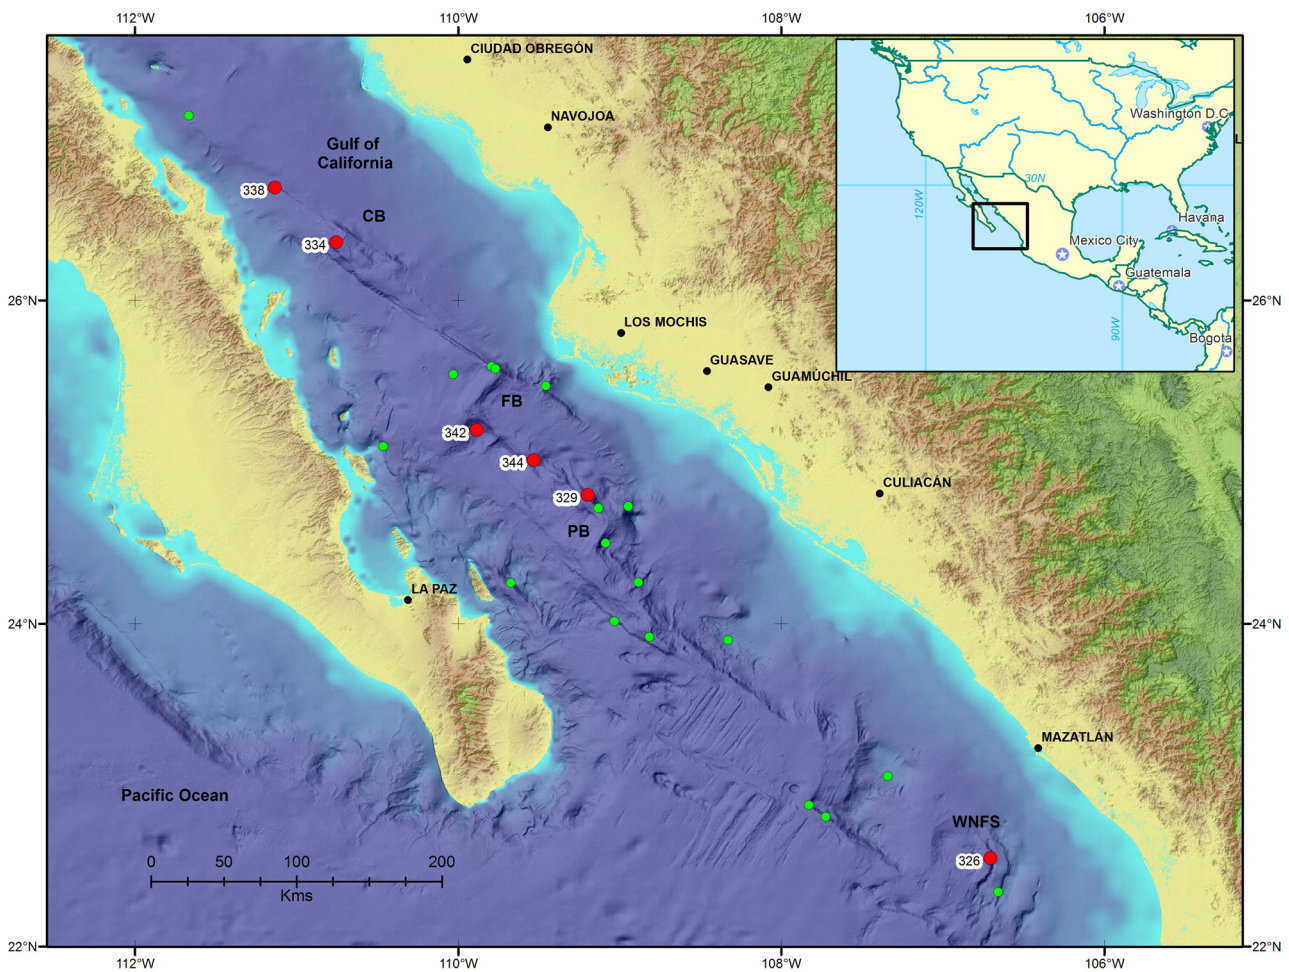 112°W
110°W
108°W
106°W
CIUDAD OBREGÓN
NAVOJOA
Gulf of
California
338
CB
334
26°N
26°N
LOS MOCHIS
GUASAVE
GUAMÚCHIL
FB
342
344
CULIACÁN
329
PB
LA PAZ
24°N
24°N
MAZATLÁN
Pacific Ocean
WNFS
326
0
50
100
200
Kms
22°N
22°N
112°W
110°W
108°W
106°W
Washington D.C.
30N
120W
Havana
Mexico City
Guatemala
90W
Bogota